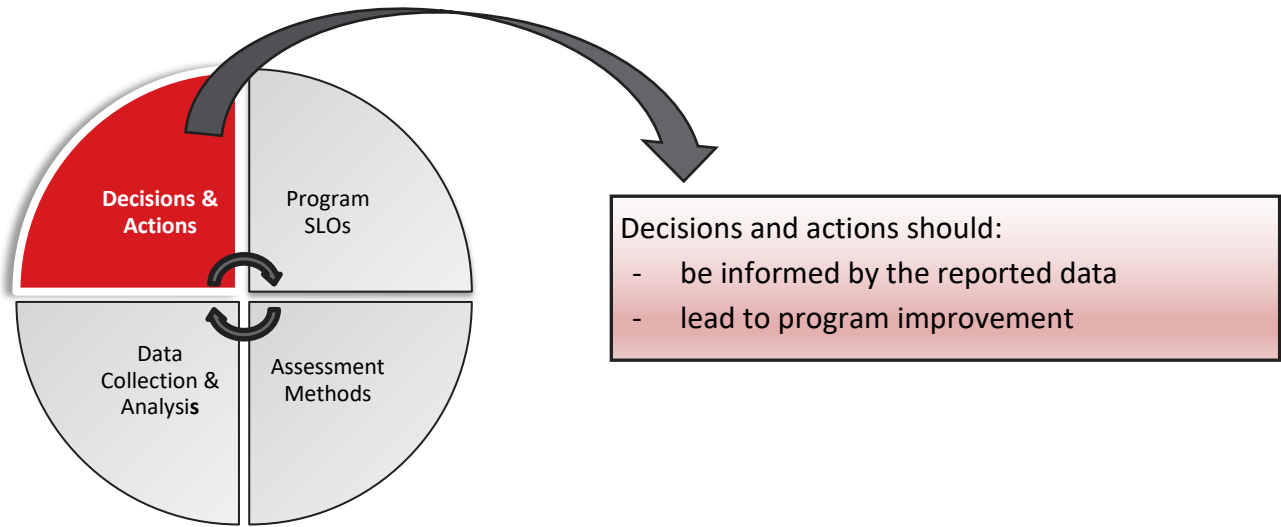 Decisions &
Actions
Program
SLOs
Data
Collection &
Analysis
Assessment
Methods
Decisions and actions should:
- be informed by the reported data
- lead to program improvement